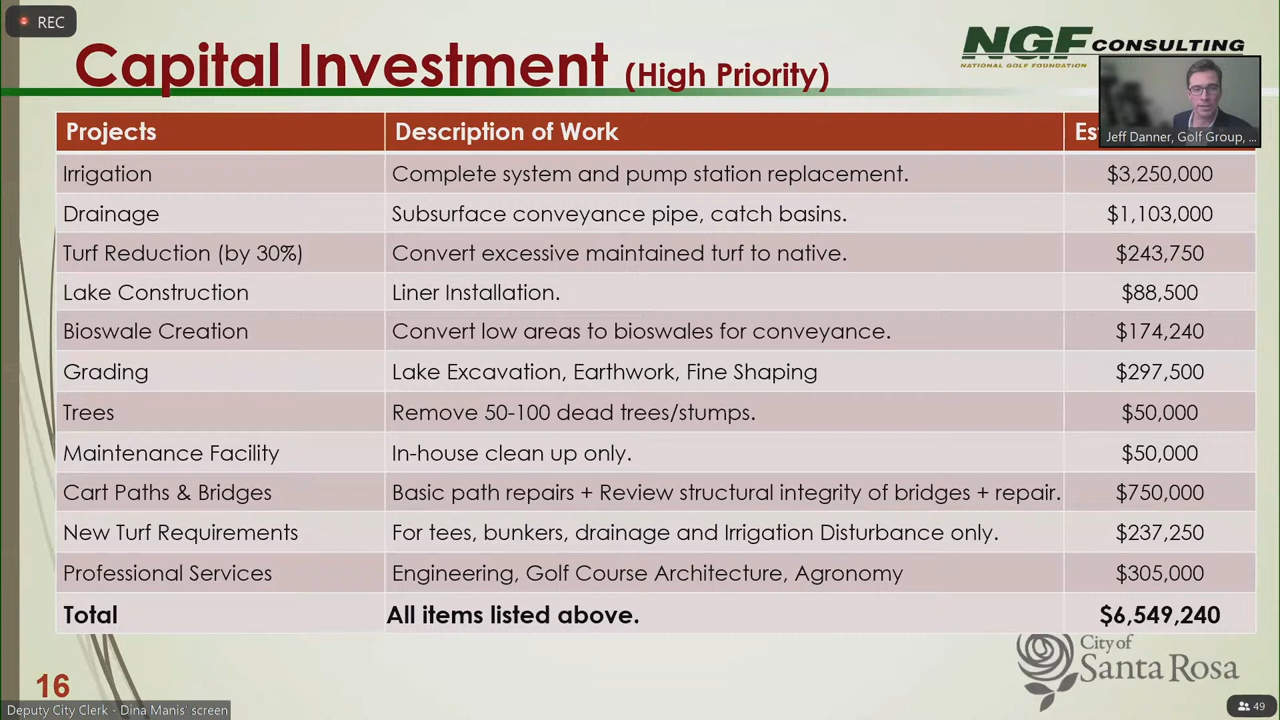 REC
Capital Investment (High Priority)
NGF CONSULTING
NATIONAL GOLF FOUNDATION
Jeff Danner, Golf Group, ...
Projects Description of Work Es
Irrigation Complete system and pump station replacement. $3,250,000
Drainage Subsurface conveyance pipe, catch basins. $1,103,000
Turf Reduction (by 30%) Convert excessive maintained turf to native. $243,750
Lake Construction Liner Installation. $88,500
Bioswale Creation Convert low areas to bioswales for conveyance. $174,240
Grading Lake Excavation, Earthwork, Fine Shaping $297,500
Trees Remove 50-100 dead trees/stumps. $50,000
Maintenance Facility In-house clean up only. $50,000
Cart Paths & Bridges Basic path repairs + Review structural integrity of bridges + repair. $750,000
New Turf Requirements For tees, bunkers, drainage and Irrigation Disturbance only. $237,250
Professional Services Engineering, Golf Course Architecture, Agronomy $305,000
Total All items listed above. $6,549,240
City of
Santa Rosa
16
Deputy City Clerk - Dina Manis' screen
49